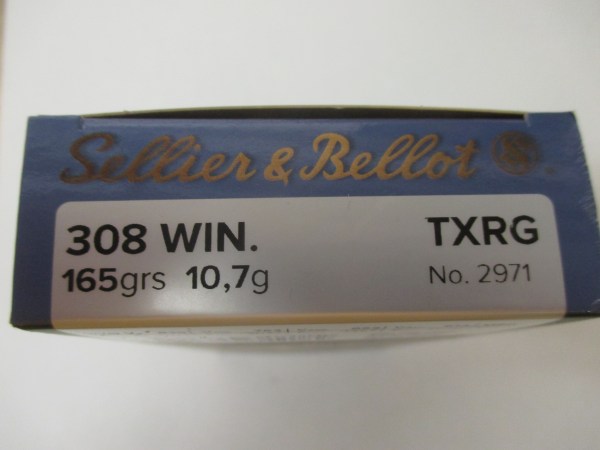 Sellier & Bellot
308 WIN. TXRG
165grs 10,7g No. 2971